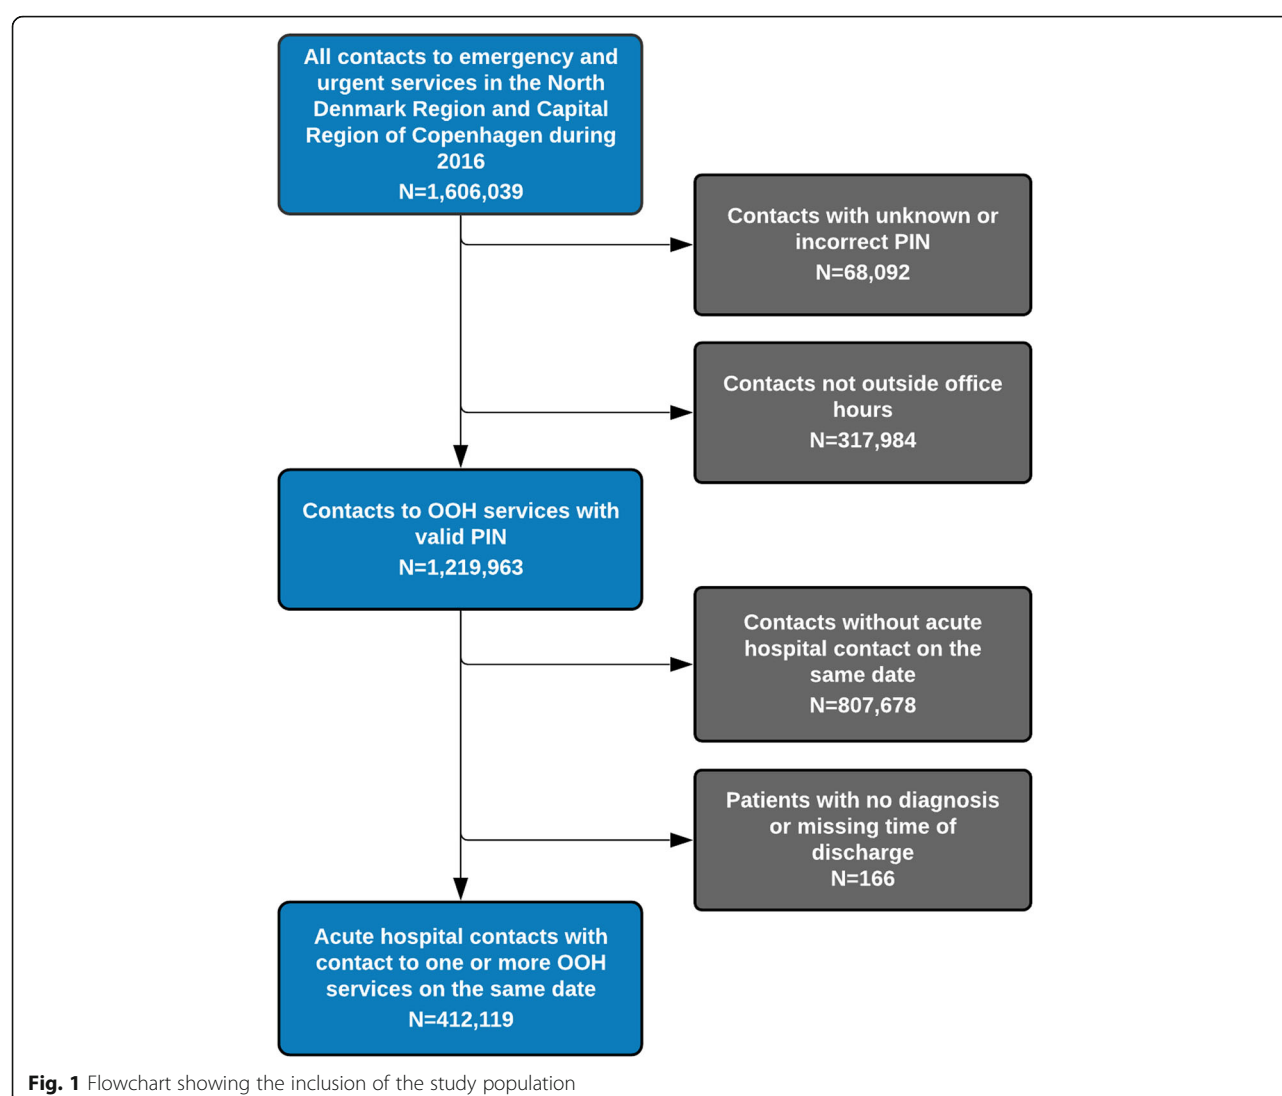 All contacts to emergency and
urgent services in the North
Denmark Region and Capital
Region of Copenhagen during
2016
N=1,606,039
Contacts with unknown or
incorrect PIN
N=68,092
Contacts not outside office
hours
N=317,984
Contacts to OOH services with
valid PIN
N=1,219,963
Contacts without acute
hospital contact on the
same date
N=807,678
Patients with no diagnosis
or missing time of
discharge
N=166
Acute hospital contacts with
contact to one or more OOH
services on the same date
N=412,119
Fig. 1 Flowchart showing the inclusion of the study population